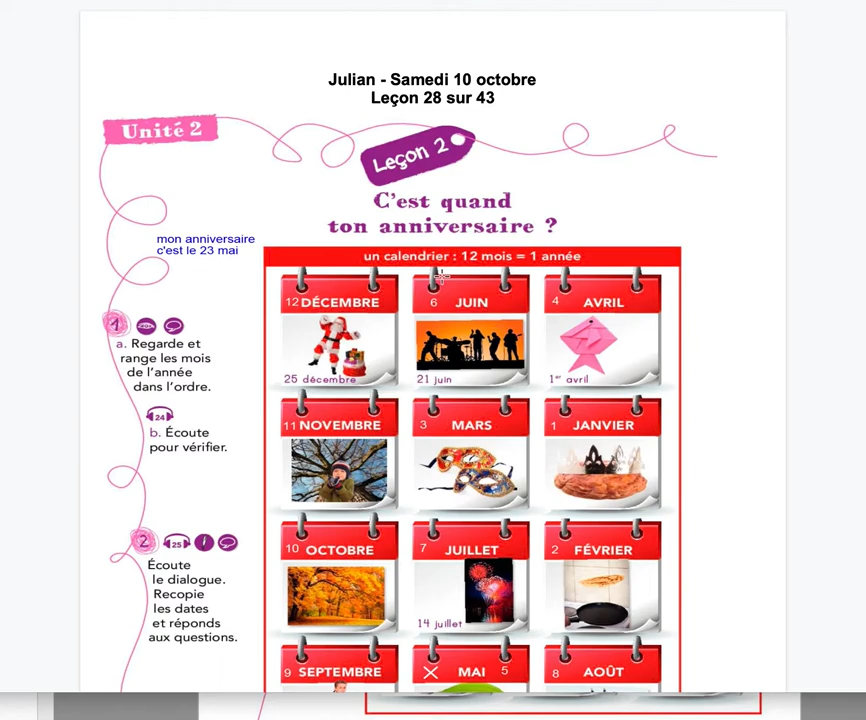 Julian - Samedi 10 octobre
Leçon 28 sur 43
Unité 2
Leçon 2
C'est quand
ton anniversaire ?
mon anniversaire
c'est le 23 mai
un calendrier : 12 mois = 1 année
12 DÉCEMBRE
25 décembre
6 JUIN
21 juin
4 AVRIL
1er avril
1
a. Regarde et
range les mois
de l'année
dans l'ordre.
24
b. Écoute
pour vérifier.
11 NOVEMBRE
3 MARS
1 JANVIER
10 OCTOBRE
7 JUILLET
14 juillet
2 FÉVRIER
2
25
Écoute
le dialogue.
Recopie
les dates
et réponds
aux questions.
9 SEPTEMBRE
X MAI 5
8 AOÛT